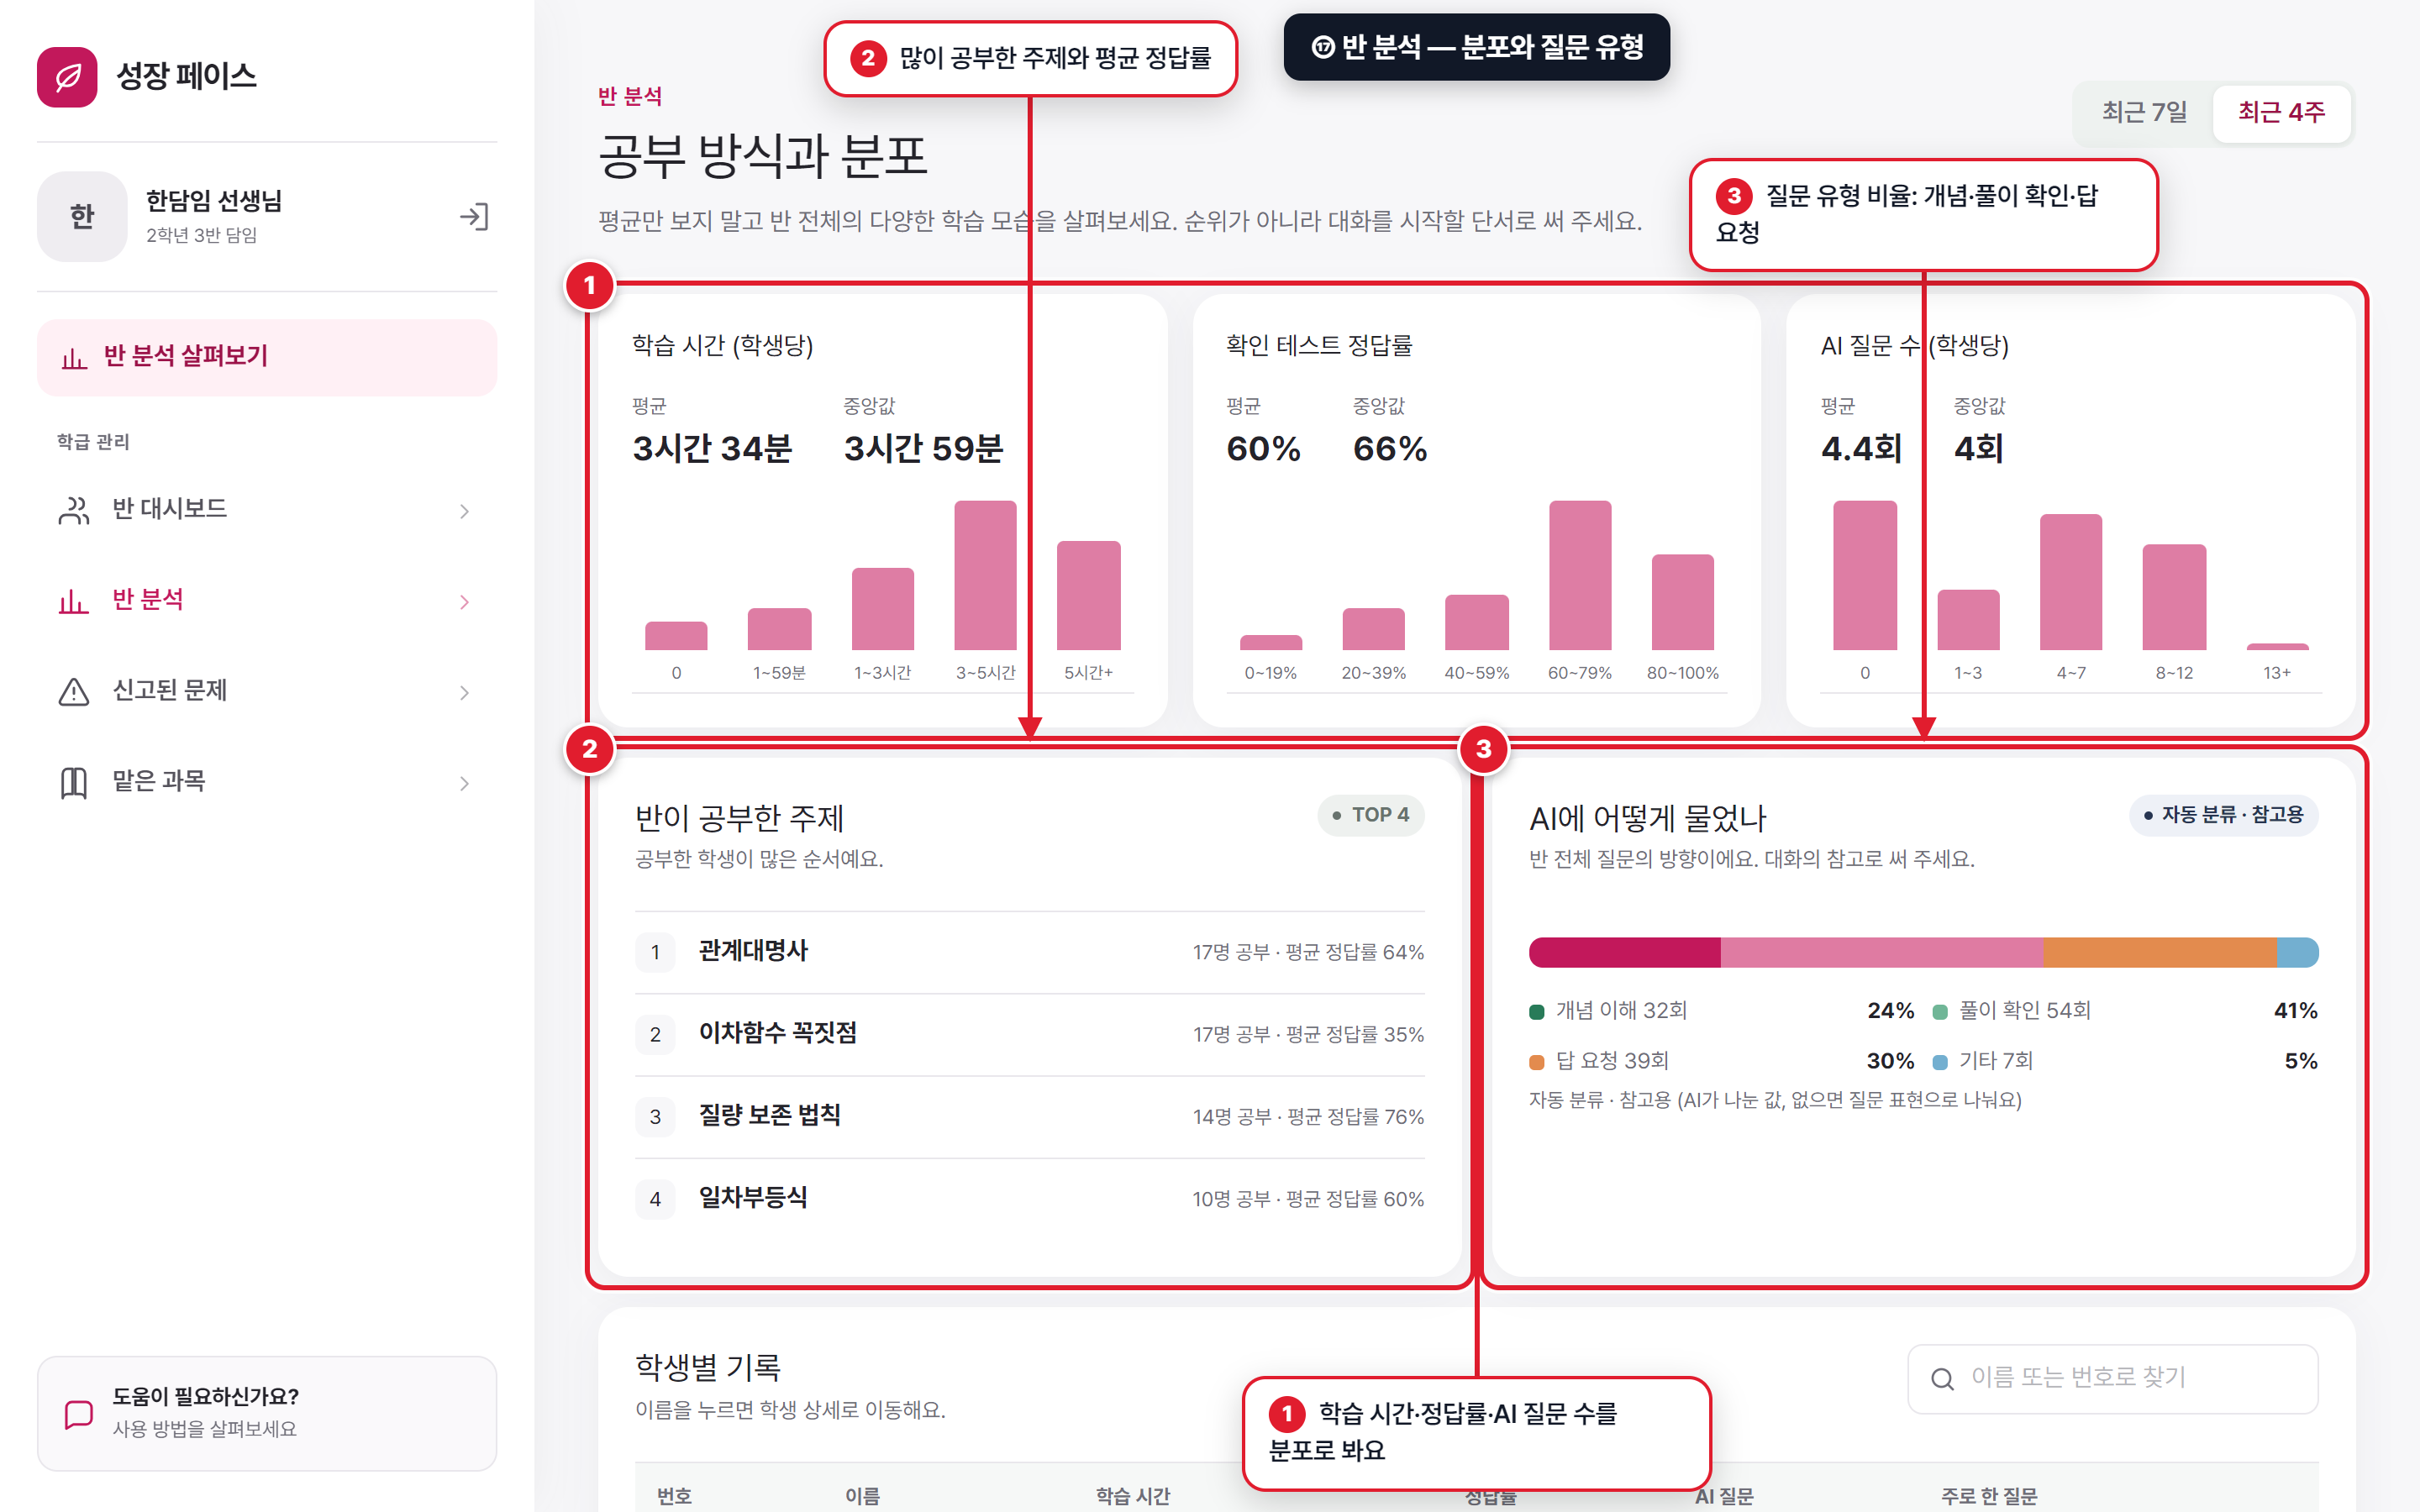 성장 페이스
한
한담임 선생님
2학년 3반 담임
반 분석 살펴보기
학급 관리
반 대시보드
반 분석
신고된 문제
맡은 과목
도움이 필요하신가요?
사용 방법을 살펴보세요
2 많이 공부한 주제와 평균 정답률
⑰ 반 분석 — 분포와 질문 유형
반 분석
공부 방식과 분포
평균만 보지 말고 반 전체의 다양한 학습 모습을 살펴보세요. 순위가 아니라 대화를 시작할 단서로 써 주세요.
최근 7일 최근 4주
3 질문 유형 비율: 개념·풀이 확인·답
요청
1
학습 시간 (학생당)
평균 중앙값
3시간 34분 3시간 59분
0 1~59분 1~3시간 3~5시간 5시간+
확인 테스트 정답률
평균 중앙값
60% 66%
0~19% 20~39% 40~59% 60~79% 80~100%
AI 질문 수 (학생당)
평균 중앙값
4.4회 4회
0 1~3 4~7 8~12 13+
2
반이 공부한 주제
TOP 4
공부한 학생이 많은 순서예요.
1 관계대명사 17명 공부 · 평균 정답률 64%
2 이차함수 꼭짓점 17명 공부 · 평균 정답률 35%
3 질량 보존 법칙 14명 공부 · 평균 정답률 76%
4 일차부등식 10명 공부 · 평균 정답률 60%
3
AI에 어떻게 물었나
자동 분류 · 참고용
반 전체 질문의 방향이에요. 대화의 참고로 써 주세요.
개념 이해 32회 24% 풀이 확인 54회 41%
답 요청 39회 30% 기타 7회 5%
자동 분류 · 참고용 (AI가 나눈 값, 없으면 질문 표현으로 나눠요)
학생별 기록
이름을 누르면 학생 상세로 이동해요.
이름 또는 번호로 찾기
1 학습 시간·정답률·AI 질문 수를
분포로 봐요
번호 이름 학습 시간 정답률 AI 질문 주로 한 질문